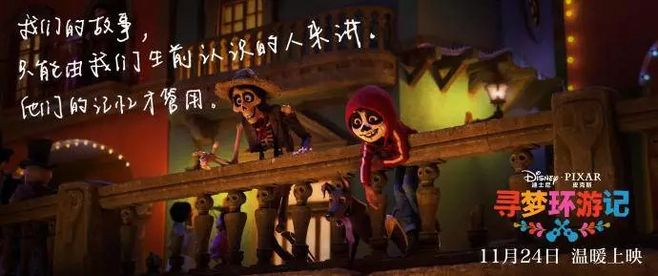 我们的故事，
只能由我们生前认识的人来讲。
他们的记忆才管用。
DISNEY · PIXAR
迪士尼 皮克斯
寻梦环游记
11月24日 温暖上映